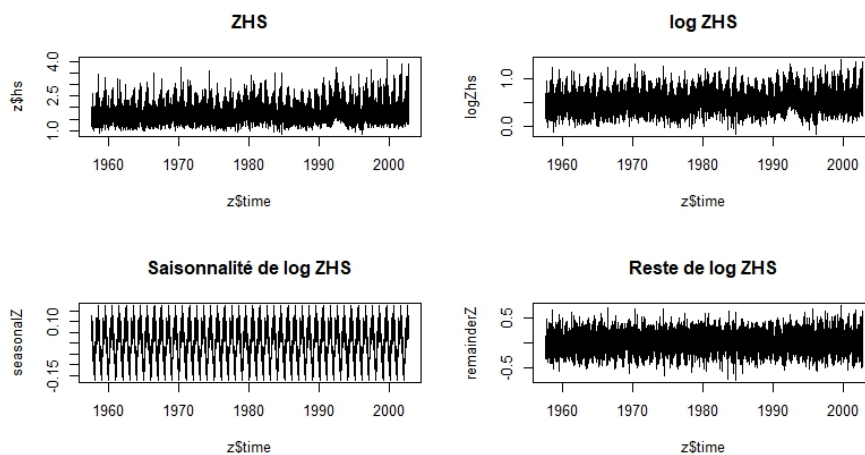 ZHS
z$hs
4.0
2.5
1.0
1960 1970 1980 1990 2000
z$time
log ZHS
logZhs
1.0
0.0
1960 1970 1980 1990 2000
z$time
Saisonnalité de log ZHS
seasonalZ
0.10
-0.15
1960 1970 1980 1990 2000
z$time
Reste de log ZHS
remainderZ
0.5
-0.5
1960 1970 1980 1990 2000
z$time